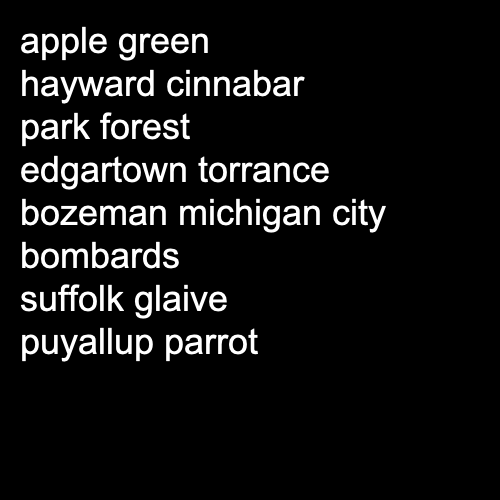 apple green
hayward cinnabar
park forest
edgartown torrance
bozeman michigan city
bombards
suffolk glaive
puyallup parrot